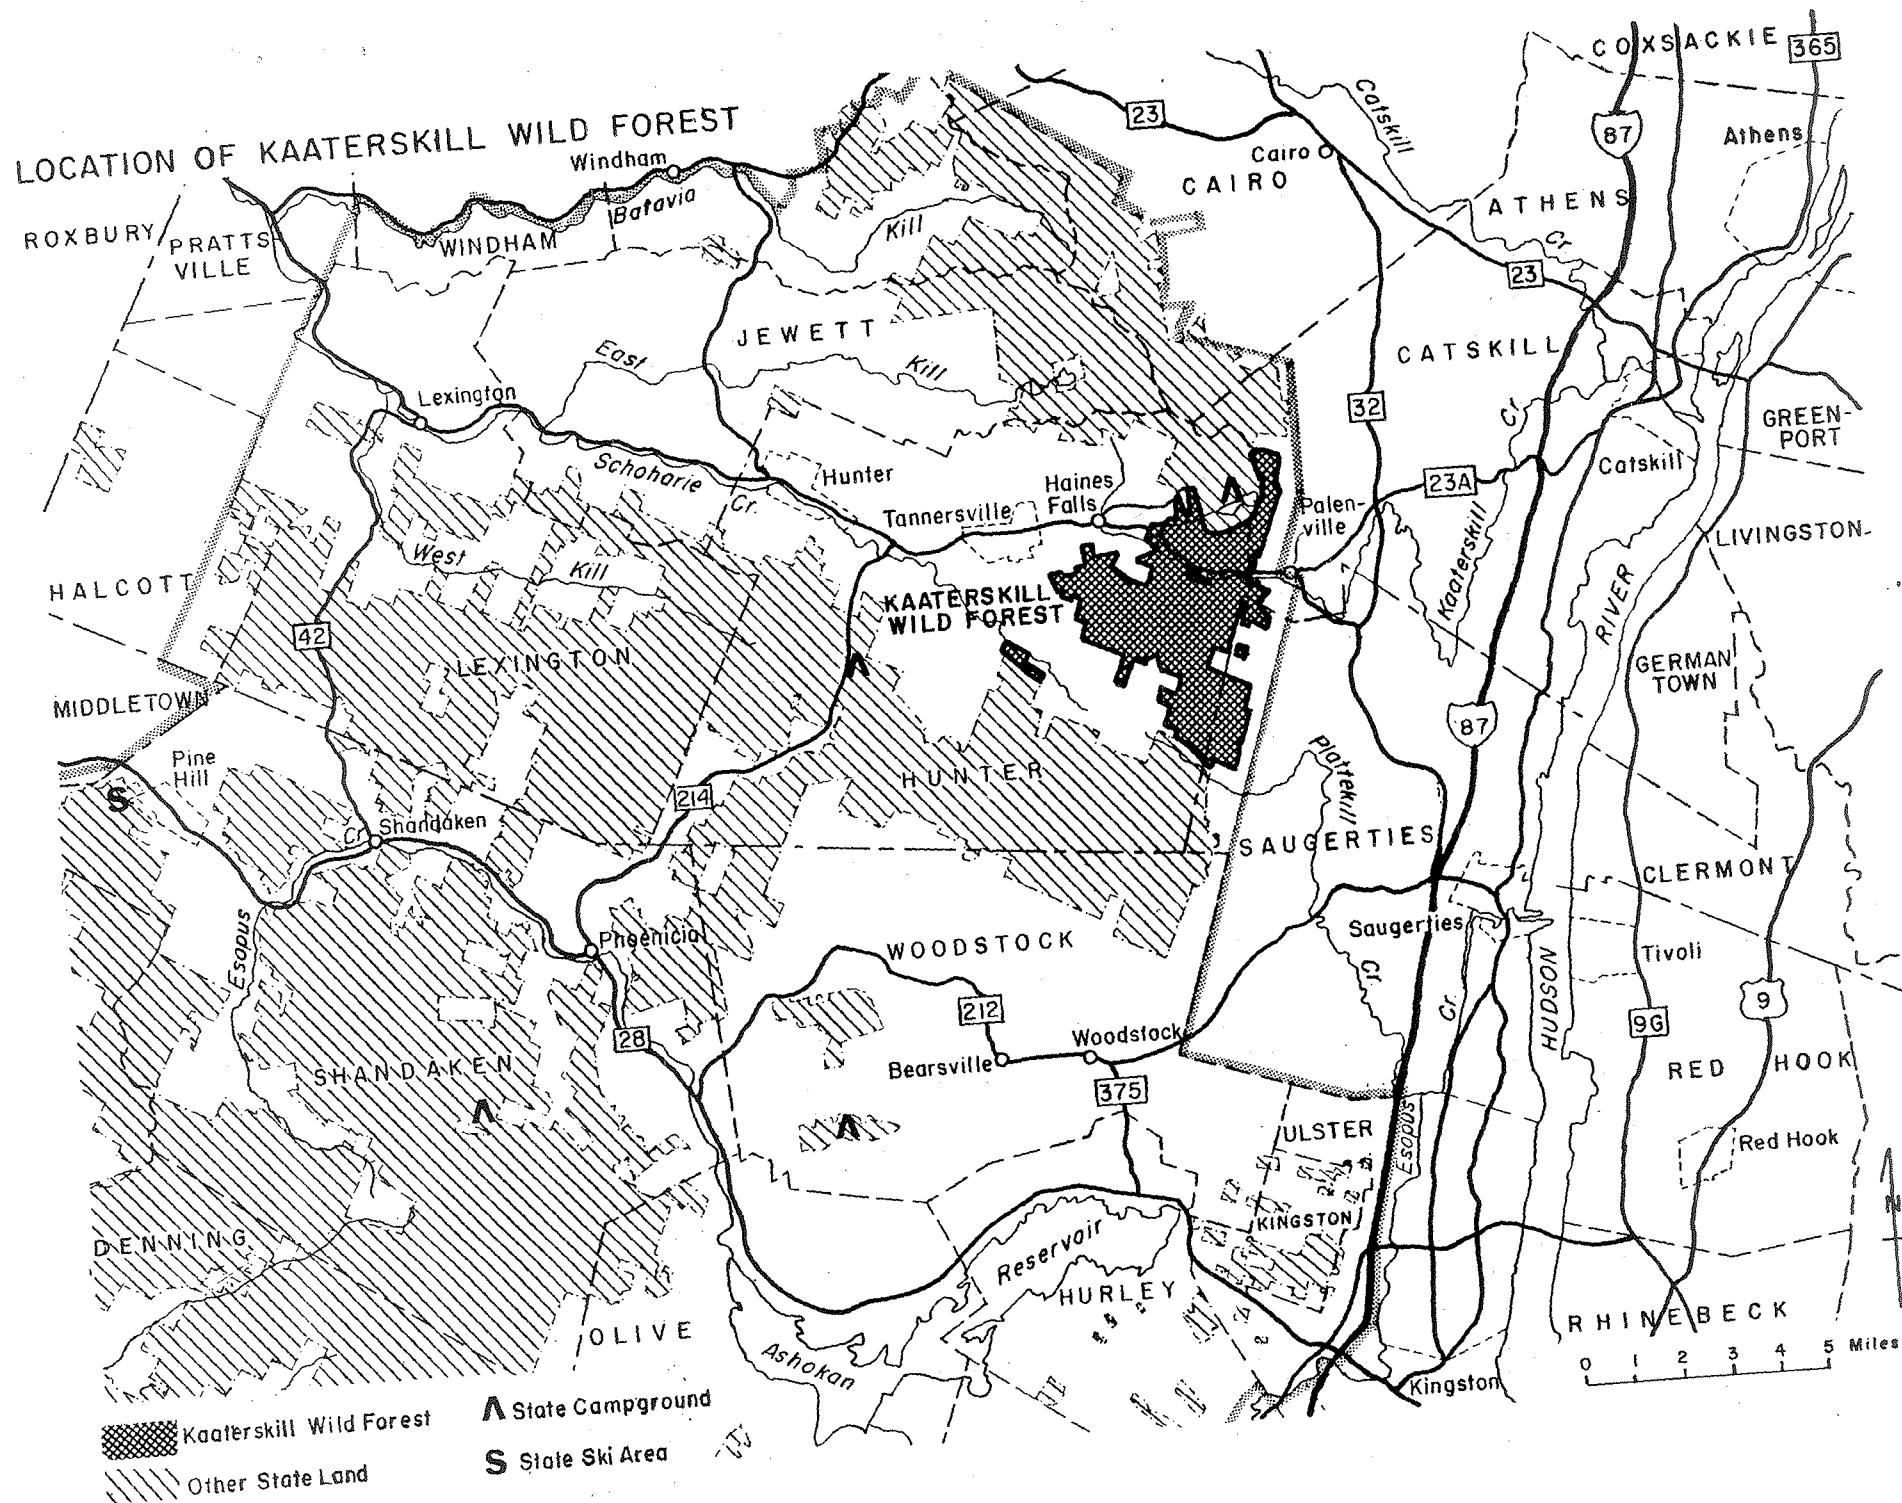 LOCATION OF KAATERSKILL WILD FOREST
COXSACKIE
365
23
Catskill
87
Athens
Windham
Cairo
CAIRO
ATHENS
Batavia
ROXBURY
PRATTS
VILLE
WINDHAM
Kill
Cr.
23
JEWETT
CATSKILL
East
Kill
Lexington
32
Cr.
GREEN-
PORT
Schoharie
Cr.
Hunter
Haines
Falls
23A
Catskill
Tannersville
Palen-
ville
West
Kill
Kaaterskill
LIVINGSTON
HALCOTT
KAATERSKILL
WILD FOREST
RIVER
42
LEXINGTON
GERMAN
TOWN
MIDDLETOWN
87
Pine
Hill
Plattekill
S
HUNTER
214
Cr.
Shandaken
SAUGERTIES
CLERMONT
Esopus
Phoenicia
WOODSTOCK
Saugerties
Tivoli
Cr.
Cr.
HUDSON
212
9
28
9G
Woodstock
Bearsville
SHANDAKEN
375
RED HOOK
ULSTER
Esopus
Red Hook
N
KINGSTON
DENNING
Reservoir
HURLEY
OLIVE
RHINEBECK
Ashokan
0 1 2 3 4 5 Miles
Kingston
Kaaterskill Wild Forest
State Campground
Other State Land
S State Ski Area